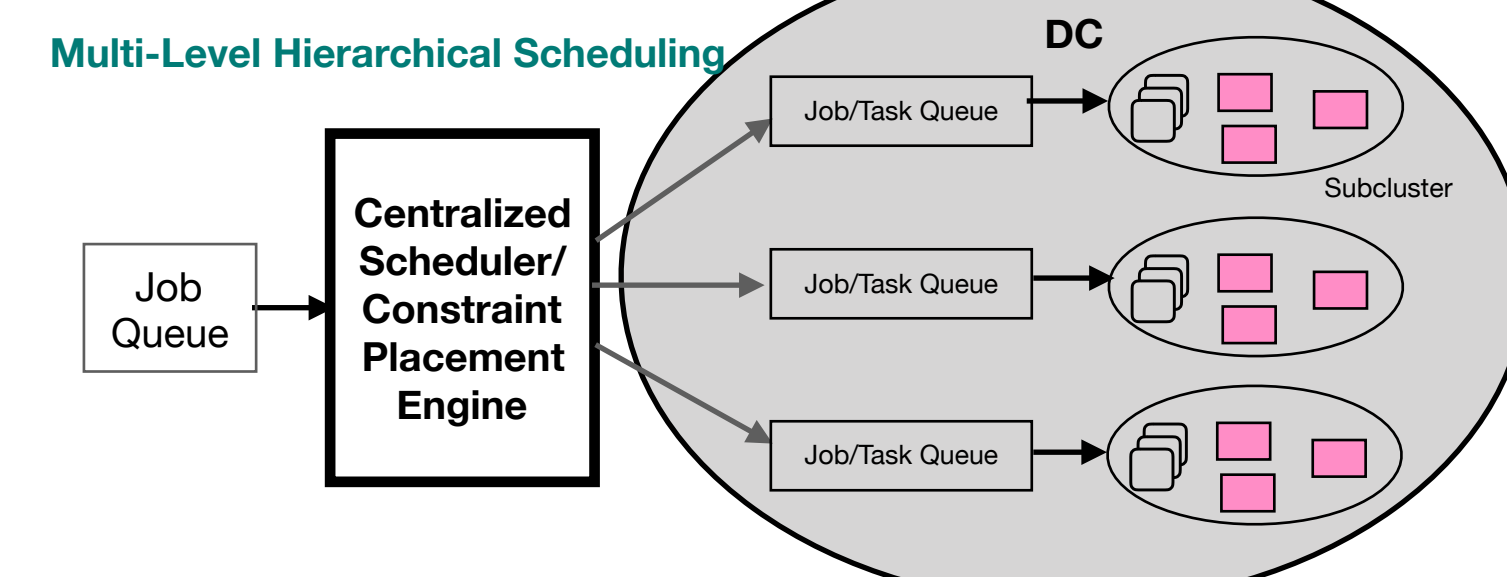 Multi-Level Hierarchical Scheduling
DC
Job/Task Queue
Subcluster
Centralized
Scheduler/
Constraint
Placement
Engine
Job
Queue
Job/Task Queue
Job/Task Queue